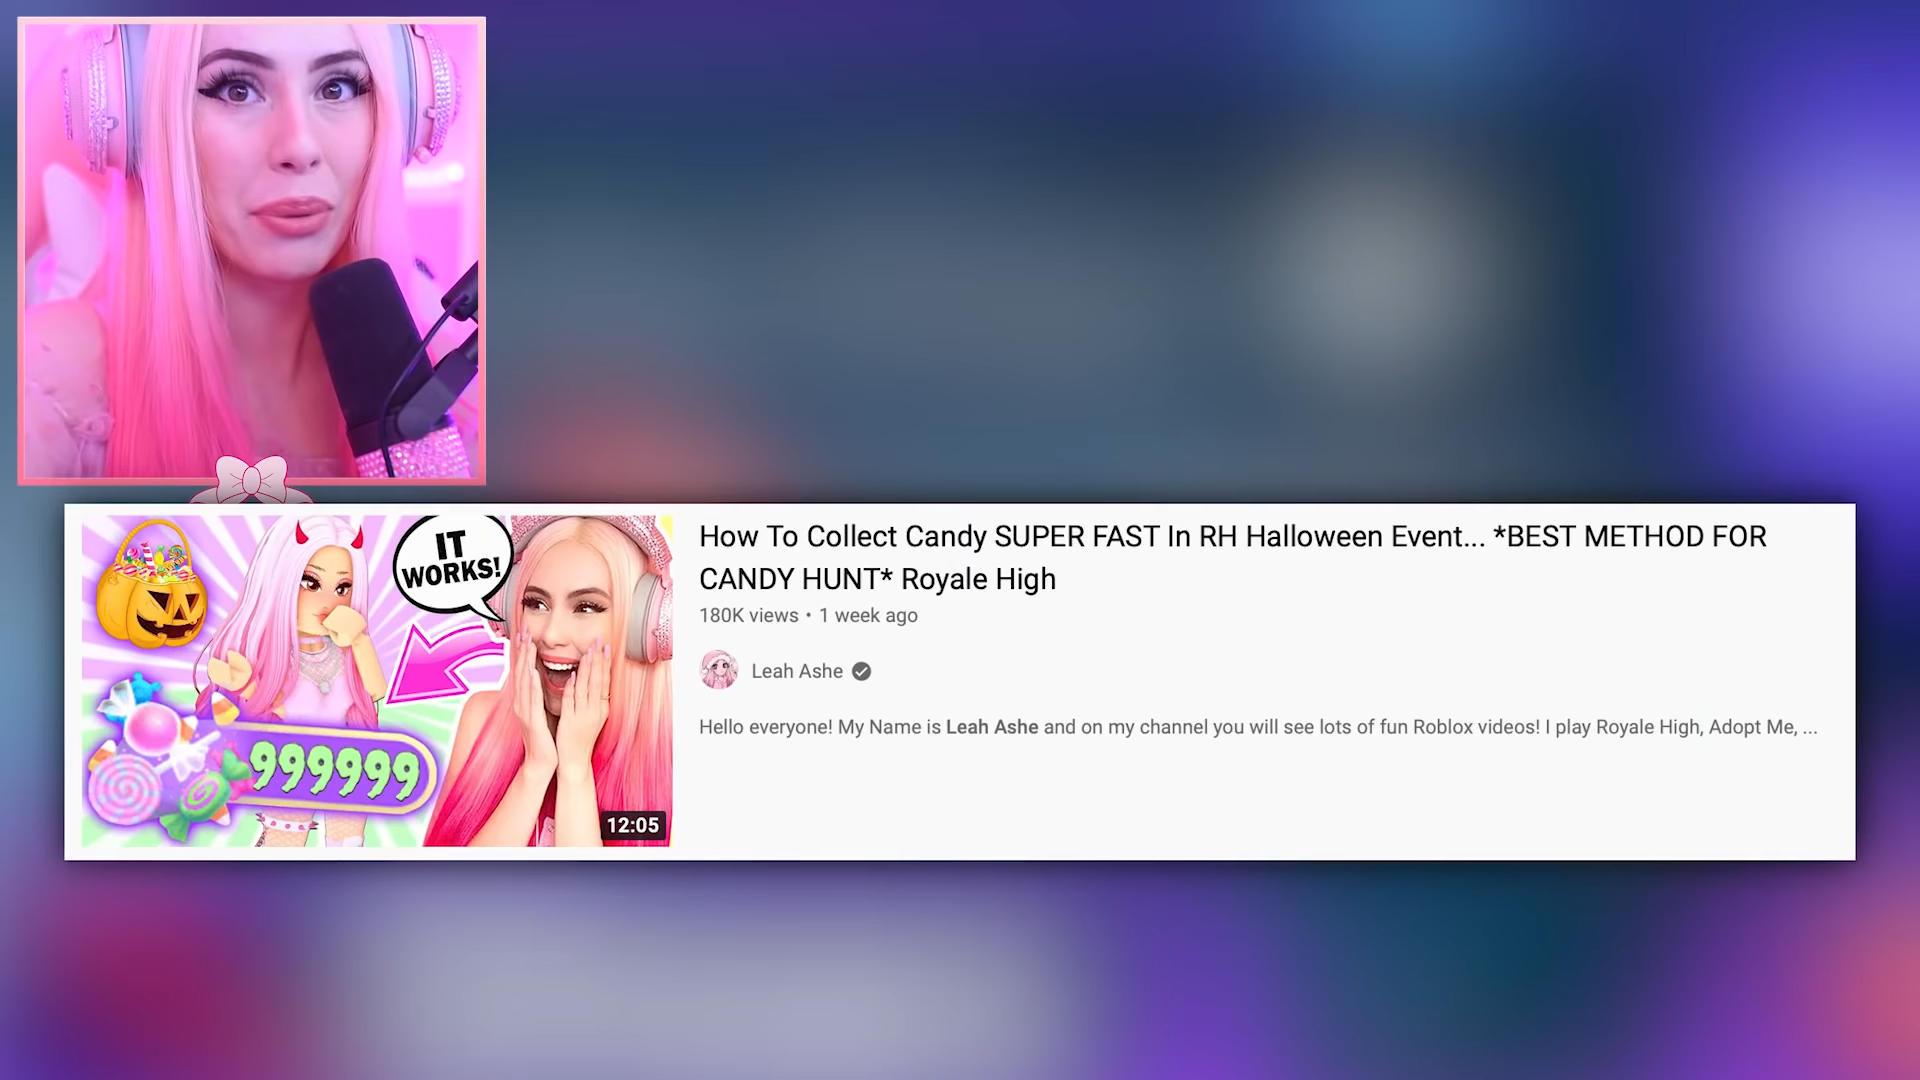 IT
WORKS!
999999
12:05
How To Collect Candy SUPER FAST In RH Halloween Event... *BEST METHOD FOR
CANDY HUNT* Royale High
180K views • 1 week ago
Leah Ashe
Hello everyone! My Name is Leah Ashe and on my channel you will see lots of fun Roblox videos! I play Royale High, Adopt Me, ...